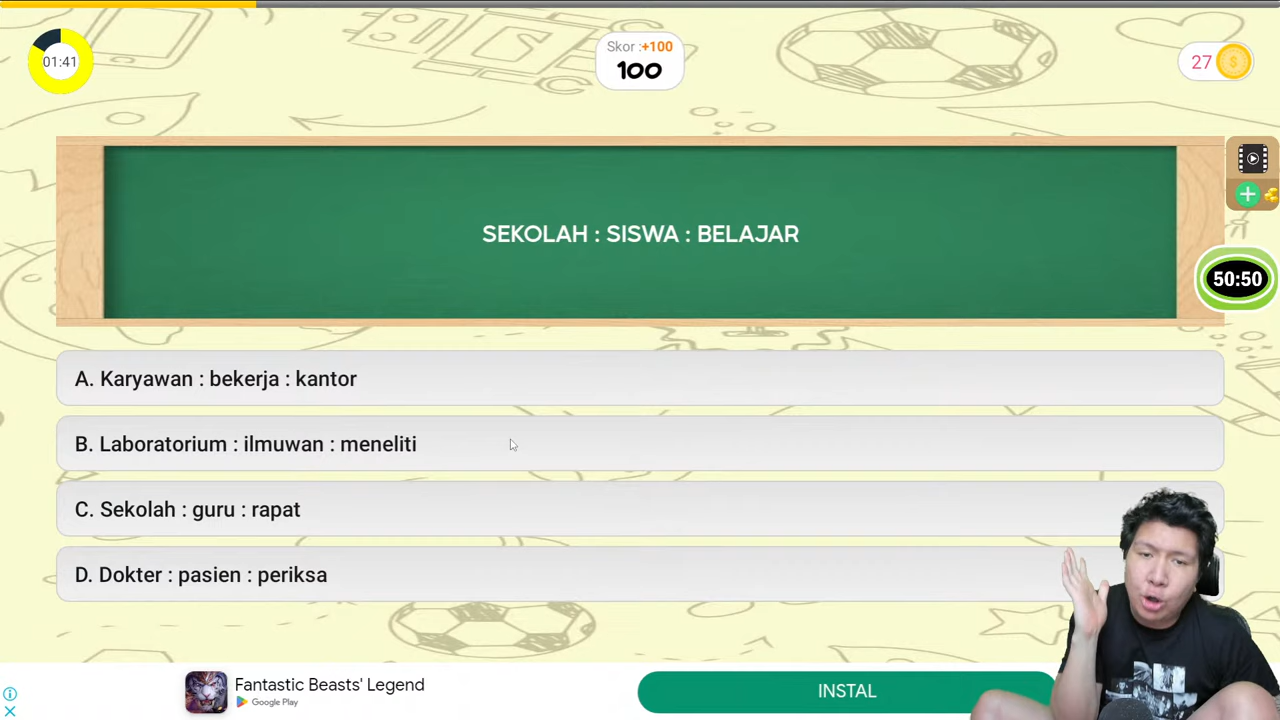 01:41
Skor :+100
100
27
SEKOLAH : SISWA : BELAJAR
50:50
A. Karyawan : bekerja : kantor
B. Laboratorium : ilmuwan : meneliti
C. Sekolah : guru : rapat
D. Dokter : pasien : periksa
Fantastic Beasts' Legend
Google Play
INSTAL